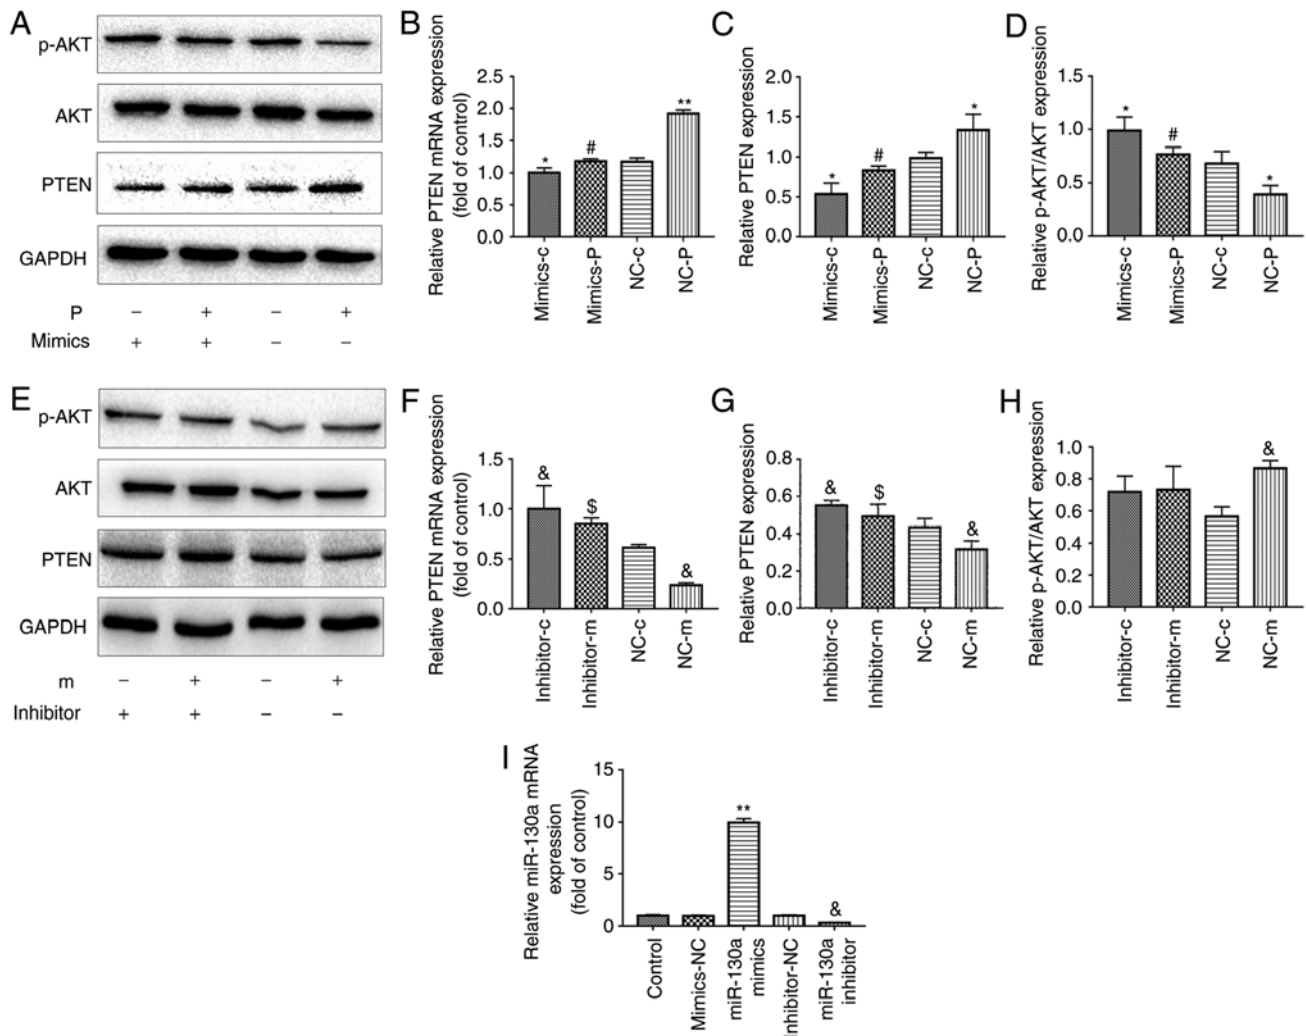 A
p-AKT
AKT
PTEN
GAPDH
P – + – +
Mimics + + – –
B
Relative PTEN mRNA expression
(fold of control)
2.5
2.0
1.5
1.0
0.5
0.0
*
#
**
Mimics-c
Mimics-P
NC-c
NC-P
C
Relative PTEN expression
2.0
1.5
1.0
0.5
0.0
*
#
*
Mimics-c
Mimics-P
NC-c
NC-P
D
Relative p-AKT/AKT expression
1.5
1.0
0.5
0.0
*
#
*
Mimics-c
Mimics-P
NC-c
NC-P
E
p-AKT
AKT
PTEN
GAPDH
m – + – +
Inhibitor + + – –
F
Relative PTEN mRNA expression
(fold of control)
1.5
1.0
0.5
0.0
&
$
&
Inhibitor-c
Inhibitor-m
NC-c
NC-m
G
Relative PTEN expression
0.8
0.6
0.4
0.2
0.0
&
$
&
Inhibitor-c
Inhibitor-m
NC-c
NC-m
H
Relative p-AKT/AKT expression
1.0
0.8
0.6
0.4
0.2
0.0
&
Inhibitor-c
Inhibitor-m
NC-c
NC-m
I
Relative miR-130a mRNA
expression
(fold of control)
15
10
5
0
**
&
Control
Mimics-NC
miR-130a
mimics
Inhibitor-NC
miR-130a
inhibitor